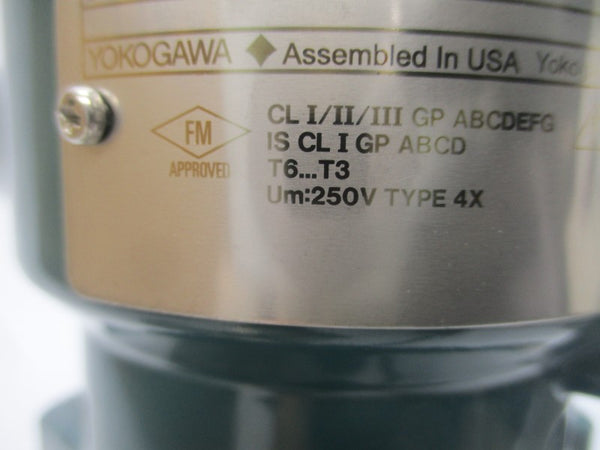 YOKOGAWA ◆ Assembled In USA Yoko
FM
APPROVED
CL I/II/III GP ABCDEFG
IS CL I GP ABCD
T6...T3
Um:250V TYPE 4X